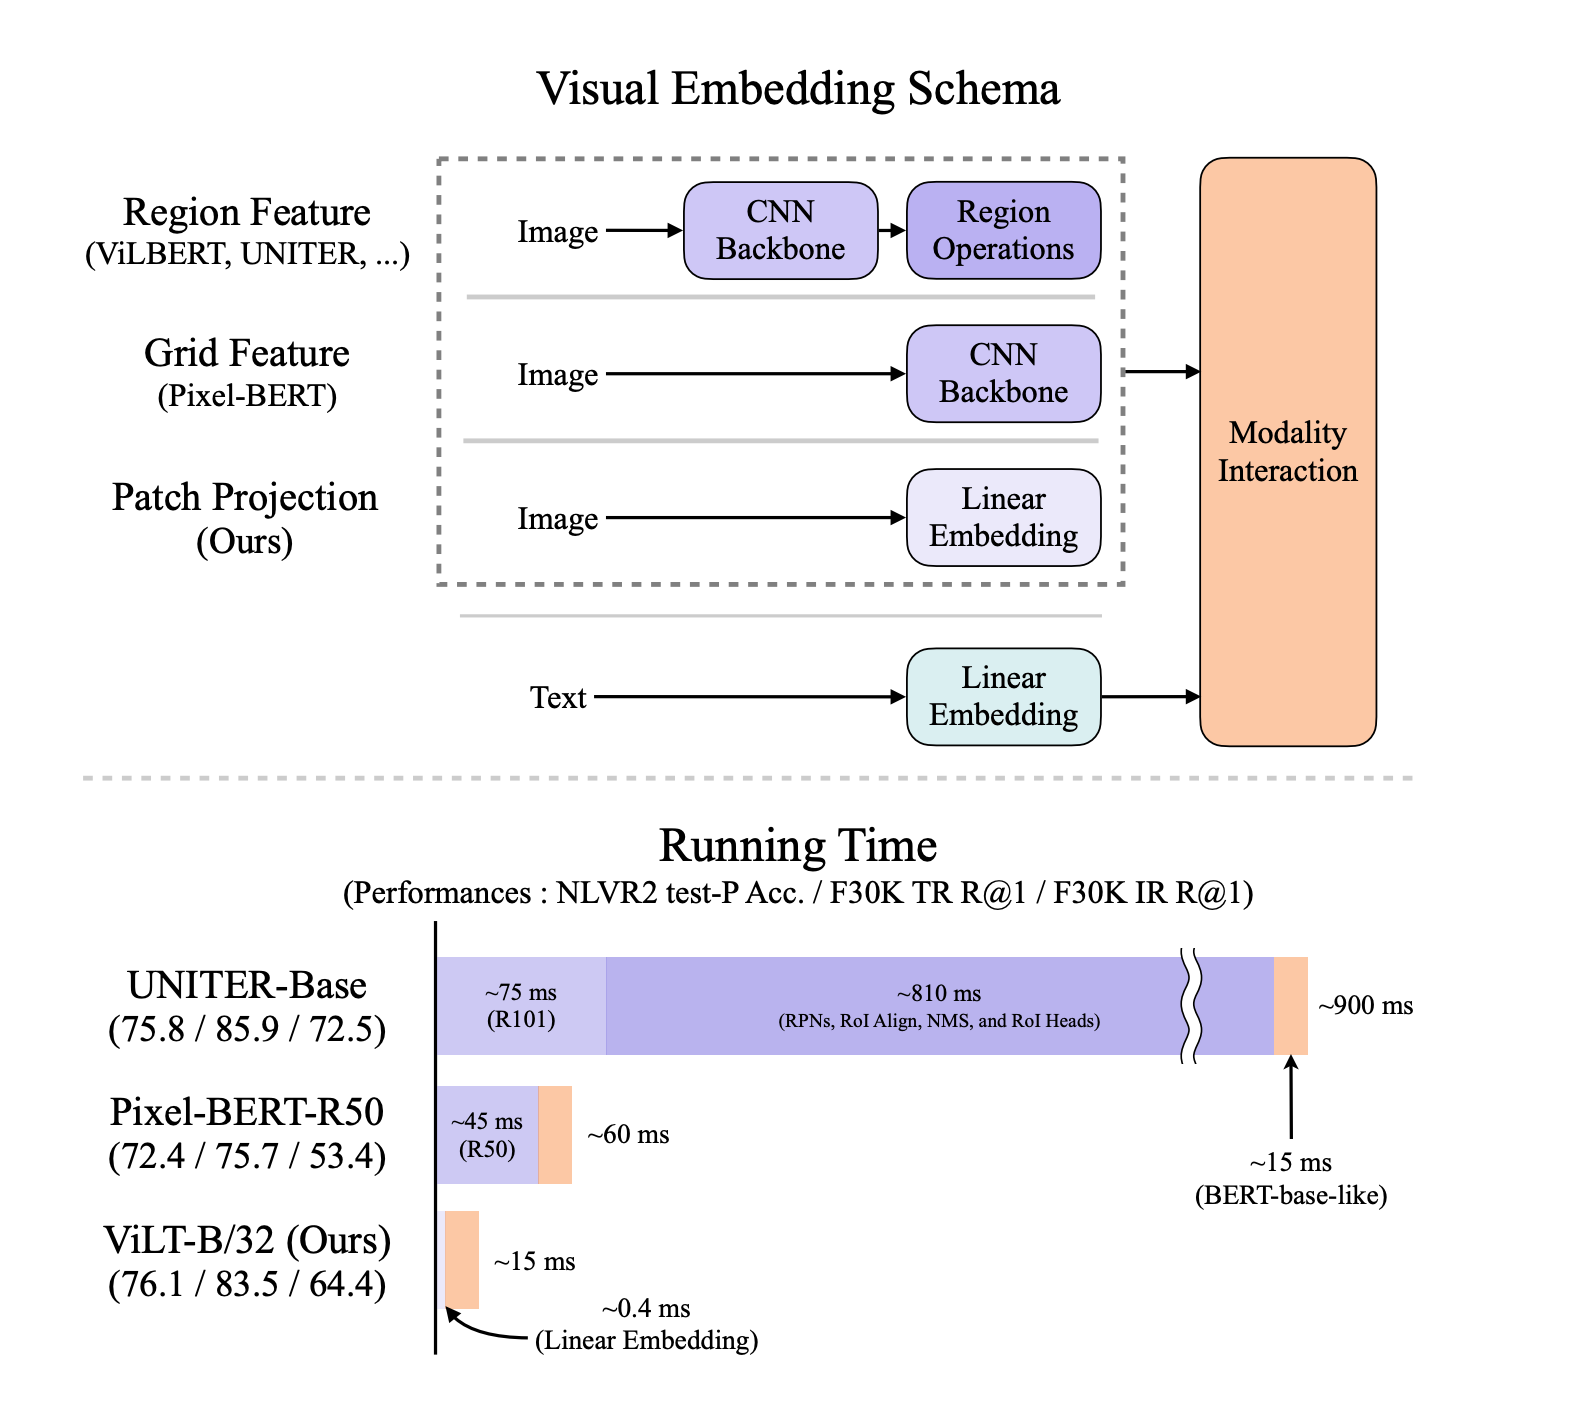 Visual Embedding Schema
Region Feature
(ViLBERT, UNITER, ...)
Image
CNN
Backbone
Region
Operations
Grid Feature
(Pixel-BERT)
Image
CNN
Backbone
Patch Projection
(Ours)
Image
Linear
Embedding
Text
Linear
Embedding
Modality
Interaction
Running Time
(Performances : NLVR2 test-P Acc. / F30K TR R@1 / F30K IR R@1)
UNITER-Base
(75.8 / 85.9 / 72.5)
~75 ms
(R101)
~810 ms
(RPNs, RoI Align, NMS, and RoI Heads)
~900 ms
~15 ms
(BERT-base-like)
Pixel-BERT-R50
(72.4 / 75.7 / 53.4)
~45 ms
(R50)
~60 ms
ViLT-B/32 (Ours)
(76.1 / 83.5 / 64.4)
~15 ms
~0.4 ms
(Linear Embedding)